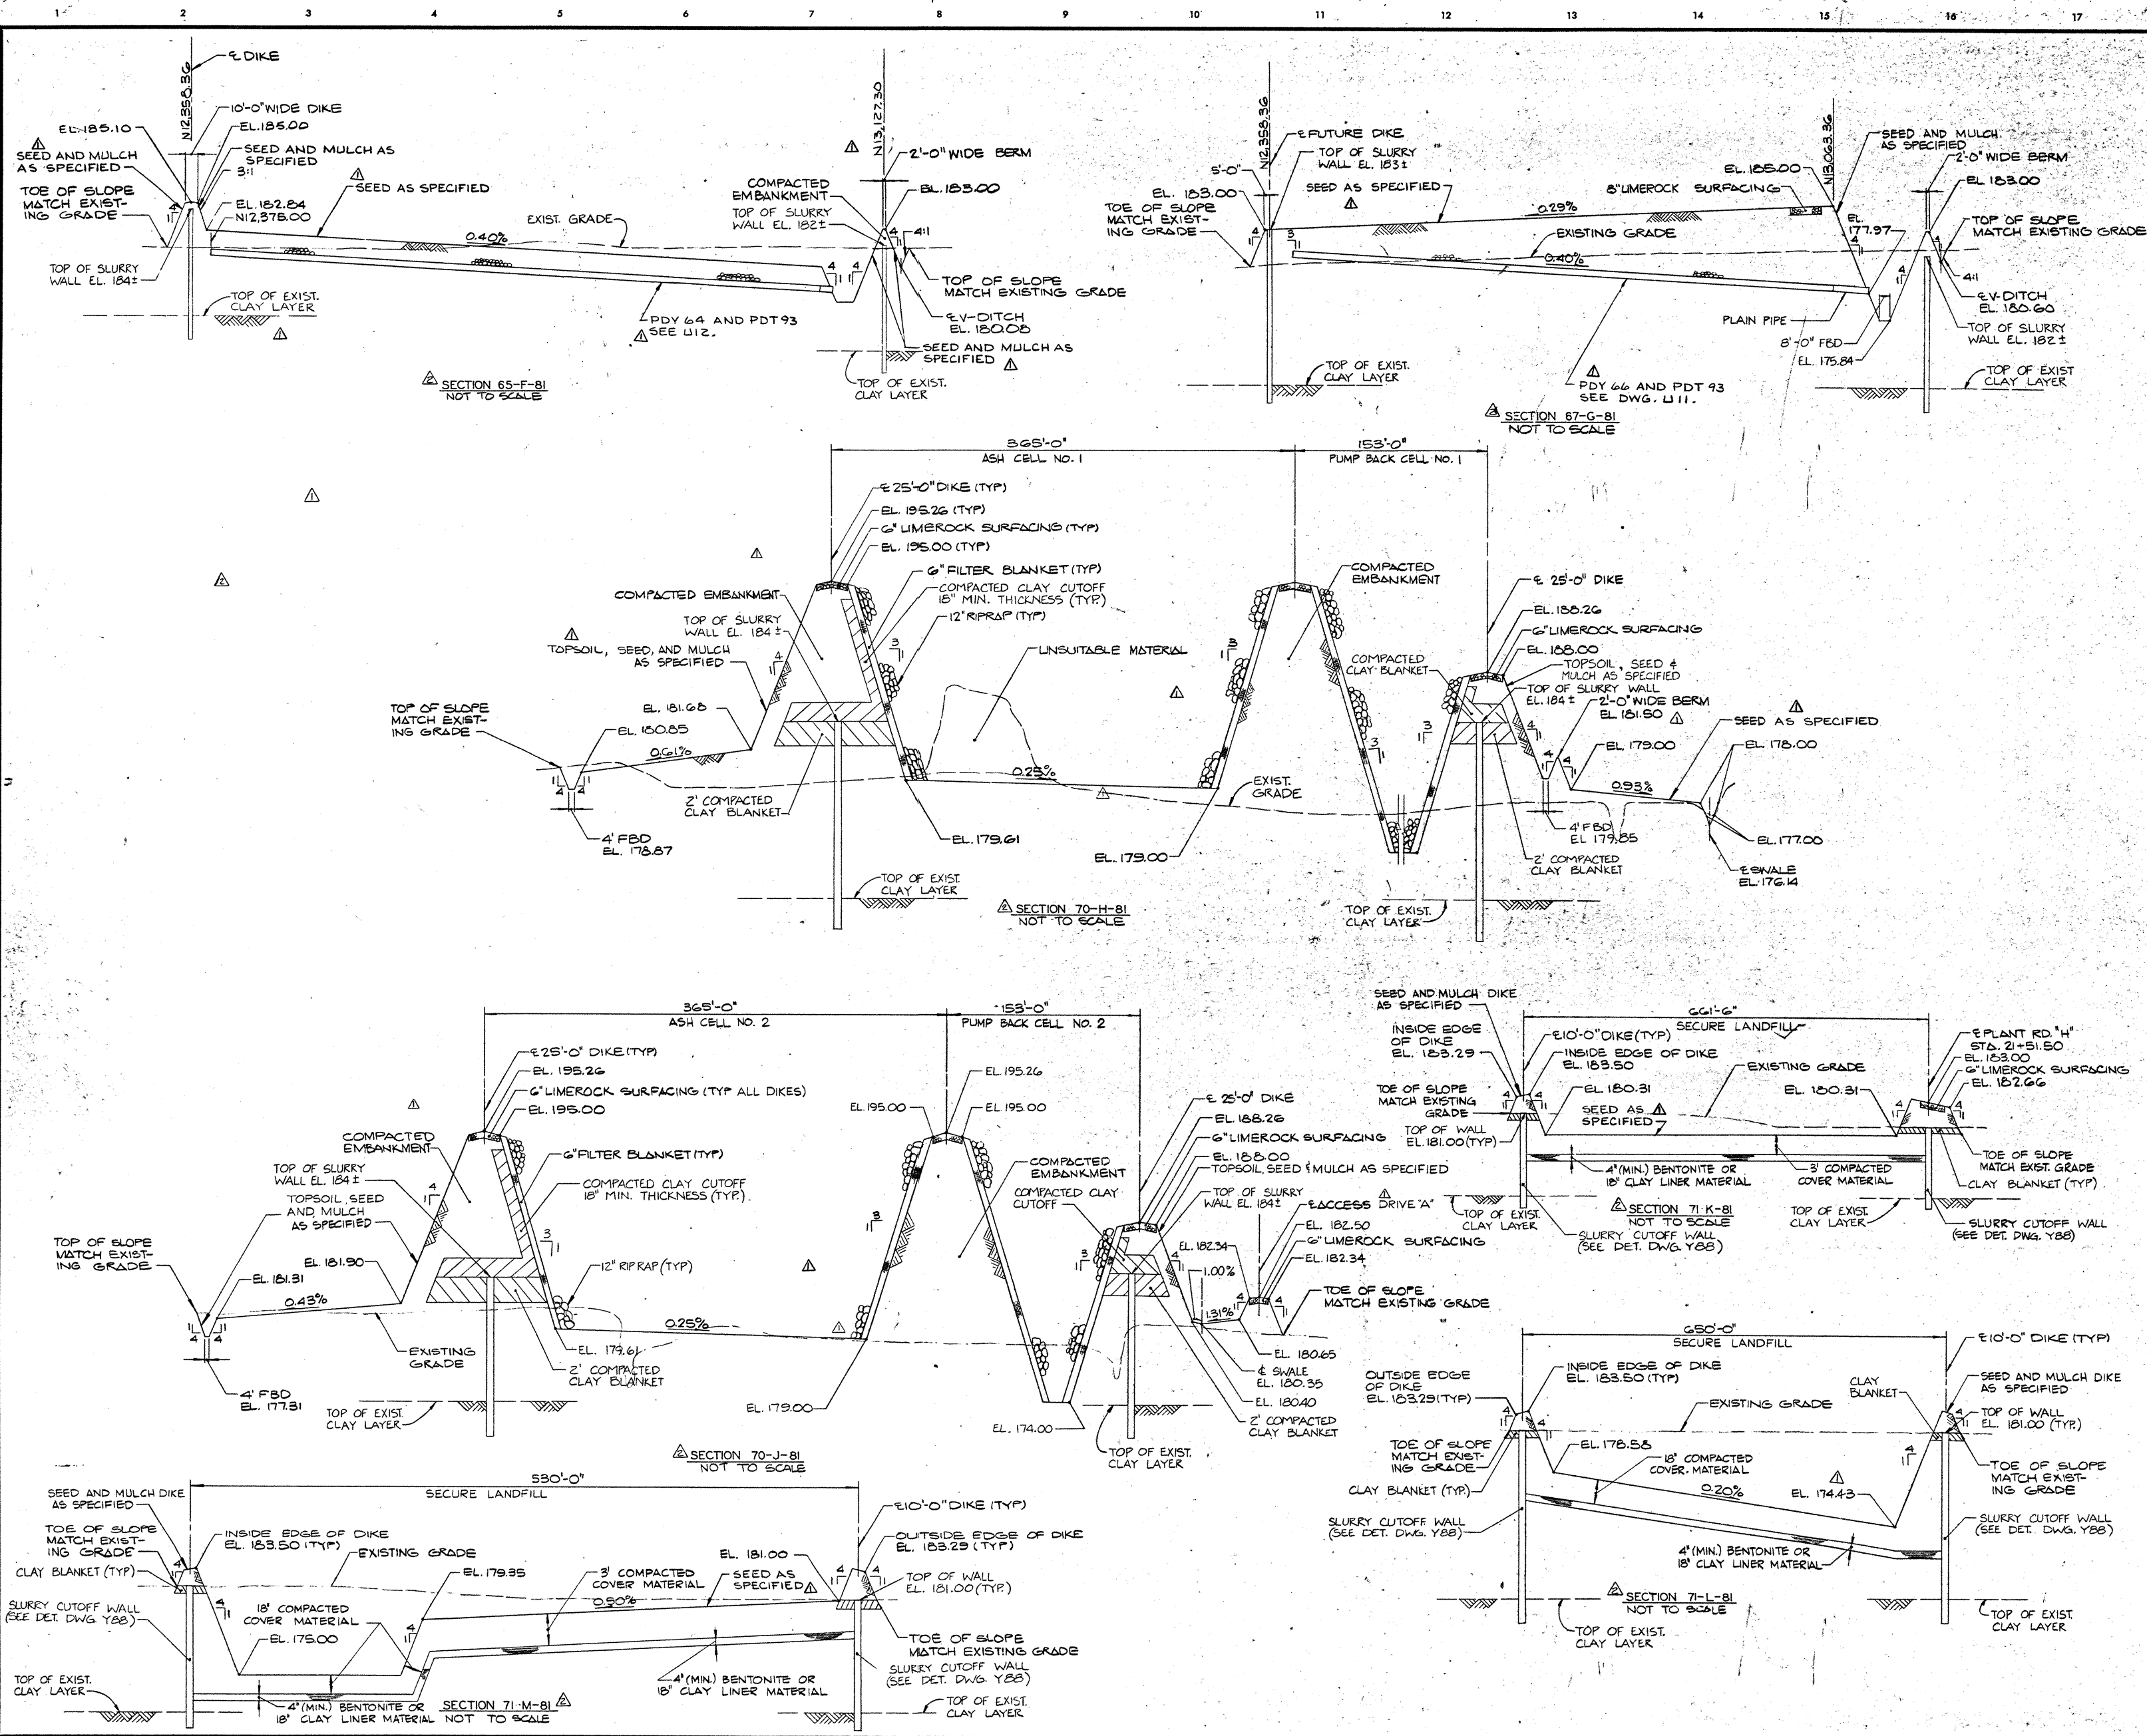 1 2 3 4 5 6 7 8 9 10 11 12 13 14 15 16 17
℄ DIKE
N12,358.36
10'-0" WIDE DIKE
EL. 185.10
EL. 185.00
SEED AND MULCH
AS SPECIFIED
SEED AND MULCH AS
SPECIFIED
3:1
SEED AS SPECIFIED
TOE OF SLOPE
MATCH EXIST-
ING GRADE
EL. 182.84
N12,375.00
EXIST. GRADE
0.40%
TOP OF SLURRY
WALL EL. 184±
TOP OF EXIST.
CLAY LAYER
PDY 64 AND PDT 93
SEE U12.
N13,127.30
2'-0" WIDE BERM
COMPACTED
EMBANKMENT
EL. 183.00
TOP OF SLURRY
WALL EL. 182±
4:1
TOP OF SLOPE
MATCH EXISTING GRADE
℄ V-DITCH
EL. 180.08
SEED AND MULCH AS
SPECIFIED
TOP OF EXIST.
CLAY LAYER
SECTION 65-F-81
NOT TO SCALE
N12,358.36
℄ FUTURE DIKE
5'-0"
TOP OF SLURRY
WALL EL. 183±
EL. 183.00
SEED AS SPECIFIED
TOE OF SLOPE
MATCH EXIST-
ING GRADE
0.29%
EXISTING GRADE
0.40%
EL. 185.00
8" LIMEROCK SURFACING
N13,063.36
SEED AND MULCH
AS SPECIFIED
2'-0" WIDE BERM
EL. 183.00
EL.
177.97
TOP OF SLOPE
MATCH EXISTING GRADE
4:1
℄ V-DITCH
EL. 180.60
TOP OF SLURRY
WALL EL. 182±
PLAIN PIPE
8'-0" FBD
EL. 175.84
TOP OF EXIST.
CLAY LAYER
PDY 66 AND PDT 93
SEE DWG. U11.
TOP OF EXIST
CLAY LAYER
SECTION 67-G-81
NOT TO SCALE
365'-0"
ASH CELL NO. 1
153'-0"
PUMP BACK CELL NO. 1
℄ 25'-0" DIKE (TYP)
EL. 195.26 (TYP)
6" LIMEROCK SURFACING (TYP)
EL. 195.00 (TYP)
6" FILTER BLANKET (TYP)
COMPACTED CLAY CUTOFF
18" MIN. THICKNESS (TYP.)
12" RIPRAP (TYP)
COMPACTED EMBANKMENT
TOP OF SLURRY
WALL EL. 184±
TOPSOIL, SEED, AND MULCH
AS SPECIFIED
UNSUITABLE MATERIAL
COMPACTED
EMBANKMENT
℄ 25'-0" DIKE
EL. 188.26
6" LIMEROCK SURFACING
EL. 188.00
TOPSOIL, SEED &
MULCH AS SPECIFIED
COMPACTED
CLAY BLANKET
TOP OF SLURRY WALL
EL. 184±
2'-0" WIDE BERM
EL 181.50
SEED AS SPECIFIED
TOP OF SLOPE
MATCH EXIST-
ING GRADE
EL. 181.68
EL. 180.85
0.61%
EL 179.00
EL. 178.00
0.25%
0.93%
EXIST.
GRADE
2' COMPACTED
CLAY BLANKET
4' FBD
EL. 178.87
EL. 179.61
EL. 179.00
4' FBD
EL 179.85
2' COMPACTED
CLAY BLANKET
EL. 177.00
℄ SWALE
EL. 176.14
TOP OF EXIST.
CLAY LAYER
TOP OF EXIST.
CLAY LAYER
SECTION 70-H-81
NOT TO SCALE
365'-0"
ASH CELL NO. 2
153'-0"
PUMP BACK CELL NO. 2
℄ 25'-0" DIKE (TYP)
EL. 195.26
6" LIMEROCK SURFACING (TYP ALL DIKES)
EL. 195.00
EL. 195.26
EL. 195.00
EL. 195.00
COMPACTED
EMBANKMENT
6" FILTER BLANKET (TYP)
TOP OF SLURRY
WALL EL. 184±
COMPACTED CLAY CUTOFF
18" MIN. THICKNESS (TYP.)
TOPSOIL, SEED
AND MULCH
AS SPECIFIED
COMPACTED
EMBANKMENT
COMPACTED CLAY
CUTOFF
℄ 25'-0" DIKE
EL. 188.26
6" LIMEROCK SURFACING
EL. 188.00
TOPSOIL, SEED & MULCH AS SPECIFIED
TOP OF SLURRY
WALL EL. 184±
℄ ACCESS DRIVE "A"
EL. 182.50
6" LIMEROCK SURFACING
EL. 182.34
EL. 182.34
1.00%
1.31%
TOE OF SLOPE
MATCH EXISTING GRADE
TOP OF SLOPE
MATCH EXIST-
ING GRADE
EL. 181.90
EL. 181.31
0.43%
12" RIPRAP (TYP)
0.25%
EXISTING
GRADE
EL. 179.61
2' COMPACTED
CLAY BLANKET
4' FBD
EL. 177.31
TOP OF EXIST.
CLAY LAYER
EL. 179.00
EL. 174.00
EL. 180.65
℄ SWALE
EL. 180.35
EL. 180.40
2' COMPACTED
CLAY BLANKET
TOP OF EXIST.
CLAY LAYER
SECTION 70-J-81
NOT TO SCALE
SEED AND MULCH DIKE
AS SPECIFIED
661'-6"
SECURE LANDFILL
INSIDE EDGE
OF DIKE
EL. 183.29
℄ 10'-0" DIKE (TYP)
INSIDE EDGE OF DIKE
EL. 183.50
℄ PLANT RD. "H"
STA. 21+51.50
EL. 183.00
6" LIMEROCK SURFACING
EL. 182.66
EXISTING GRADE
TOE OF SLOPE
MATCH EXISTING
GRADE
EL. 180.31
EL. 180.31
SEED AS
SPECIFIED
TOP OF WALL
EL. 181.00 (TYP)
4" (MIN.) BENTONITE OR
18" CLAY LINER MATERIAL
3' COMPACTED
COVER MATERIAL
TOE OF SLOPE
MATCH EXIST. GRADE
CLAY BLANKET (TYP)
TOP OF EXIST.
CLAY LAYER
SLURRY CUTOFF WALL
(SEE DET. DWG. Y88)
SECTION 71-K-81
NOT TO SCALE
TOP OF EXIST.
CLAY LAYER
SLURRY CUTOFF WALL
(SEE DET. DWG. Y88)
650'-0"
SECURE LANDFILL
℄ 10'-0" DIKE (TYP)
OUTSIDE EDGE
OF DIKE
EL. 183.29 (TYP)
INSIDE EDGE OF DIKE
EL. 183.50 (TYP)
CLAY
BLANKET
SEED AND MULCH DIKE
AS SPECIFIED
EXISTING GRADE
TOP OF WALL
EL. 181.00 (TYP.)
TOE OF SLOPE
MATCH EXIST-
ING GRADE
EL. 178.58
18" COMPACTED
COVER MATERIAL
0.20%
EL. 174.43
TOE OF SLOPE
MATCH EXIST-
ING GRADE
CLAY BLANKET (TYP.)
SLURRY CUTOFF WALL
(SEE DET. DWG. Y88)
SLURRY CUTOFF WALL
(SEE DET. DWG. Y88)
4" (MIN.) BENTONITE OR
18" CLAY LINER MATERIAL
SECTION 71-L-81
NOT TO SCALE
TOP OF EXIST.
CLAY LAYER
TOP OF EXIST.
CLAY LAYER
530'-0"
SECURE LANDFILL
SEED AND MULCH DIKE
AS SPECIFIED
℄ 10'-0" DIKE (TYP)
TOE OF SLOPE
MATCH EXIST-
ING GRADE
INSIDE EDGE OF DIKE
EL. 183.50 (TYP)
EXISTING GRADE
OUTSIDE EDGE OF DIKE
EL. 183.29 (TYP)
CLAY BLANKET (TYP)
EL. 179.35
3' COMPACTED
COVER MATERIAL
0.90%
EL. 181.00
SEED AS
SPECIFIED
TOP OF WALL
EL. 181.00 (TYP.)
SLURRY CUTOFF WALL
(SEE DET. DWG. Y88)
18" COMPACTED
COVER MATERIAL
EL. 175.00
TOE OF SLOPE
MATCH EXISTING GRADE
SLURRY CUTOFF WALL
(SEE DET. DWG. Y88)
4" (MIN.) BENTONITE OR
18" CLAY LINER MATERIAL
TOP OF EXIST.
CLAY LAYER
4" (MIN.) BENTONITE OR
18" CLAY LINER MATERIAL
SECTION 71-M-81
NOT TO SCALE
TOP OF EXIST.
CLAY LAYER